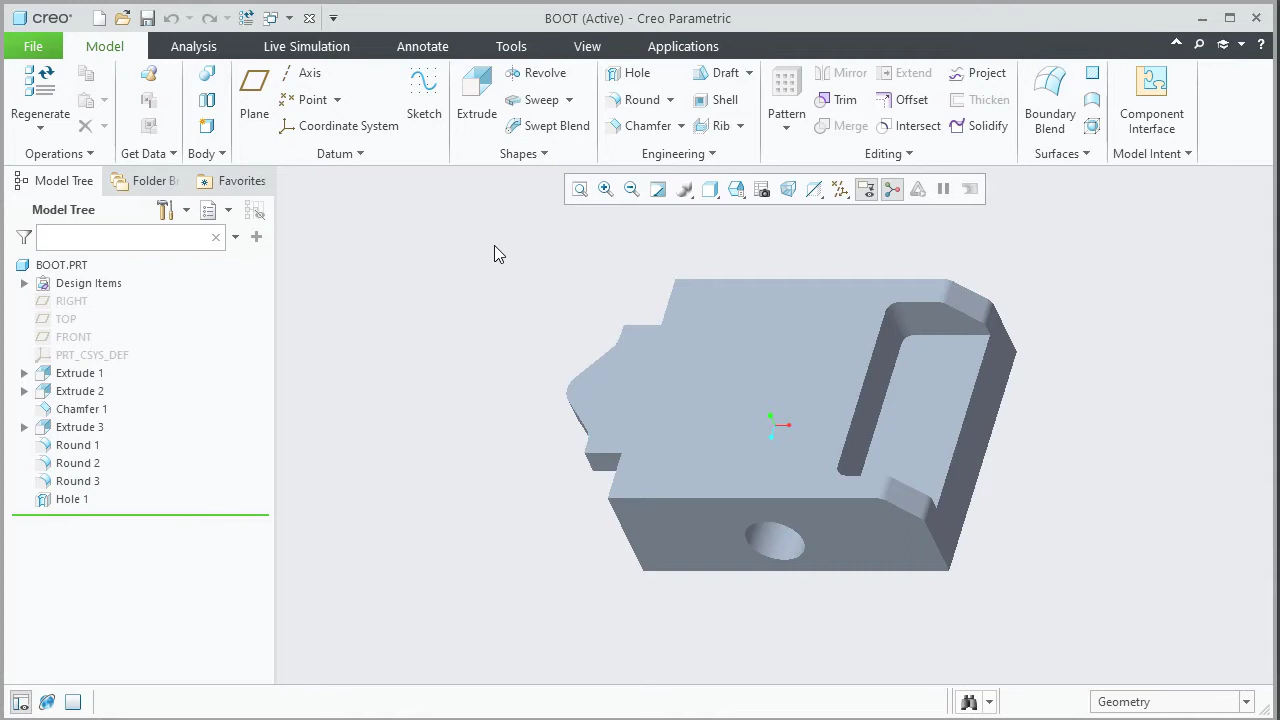 creo® BOOT (Active) - Creo Parametric
File Model Analysis Live Simulation Annotate Tools View Applications
Regenerate Plane Axis Sketch Extrude Revolve Hole Draft Pattern Mirror Extend Project Boundary Blend Component Interface
Point Sweep Round Shell Trim Offset Thicken
Coordinate System Swept Blend Chamfer Rib Merge Intersect Solidify
Operations Get Data Body Datum Shapes Engineering Editing Surfaces Model Intent
Model Tree Folder Br Favorites
Model Tree
BOOT.PRT
Design Items
RIGHT
TOP
FRONT
PRT_CSYS_DEF
Extrude 1
Extrude 2
Chamfer 1
Extrude 3
Round 1
Round 2
Round 3
Hole 1
Geometry